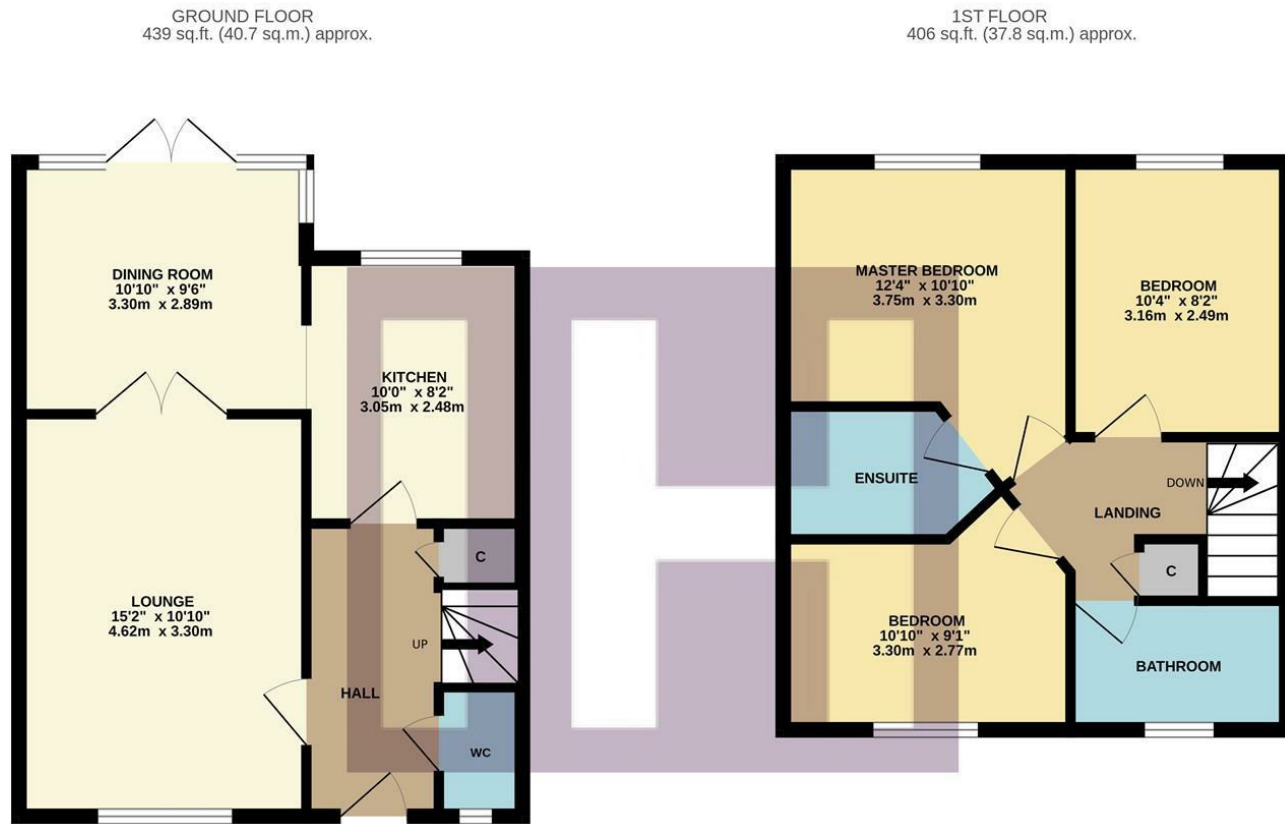 GROUND FLOOR
439 sq.ft. (40.7 sq.m.) approx.
DINING ROOM
10'10" x 9'6"
3.30m x 2.89m
KITCHEN
10'0" x 8'2"
3.05m x 2.48m
LOUNGE
15'2" x 10'10"
4.62m x 3.30m
C
UP
HALL
WC
1ST FLOOR
406 sq.ft. (37.8 sq.m.) approx.
MASTER BEDROOM
12'4" x 10'10"
3.75m x 3.30m
BEDROOM
10'4" x 8'2"
3.16m x 2.49m
ENSUITE
DOWN
LANDING
C
BEDROOM
10'10" x 9'1"
3.30m x 2.77m
BATHROOM